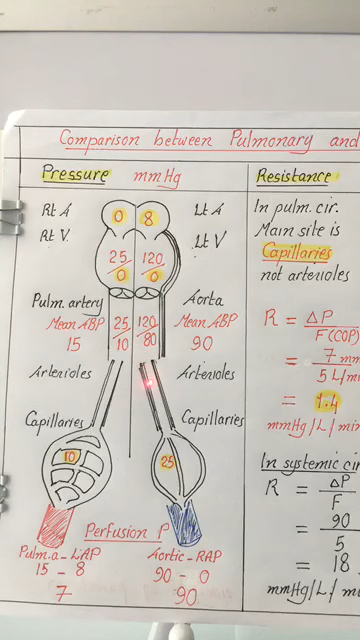 Comparison between Pulmonary and
Pressure mmHg
Rt A 0 8 Lt A
Rt V. Lt V
25/0 120/0
Pulm. artery Aorta
Mean ABP 25/10 120/80 Mean ABP
15 90
Arterioles Arterioles
Capillaries Capillaries
10 25
Perfusion P
Pulm.a - LAP Aortic - RAP
15 - 8 90 - 0
7 90
Resistance
In pulm. cir.
Main site is
Capillaries
not arterioles
R = ΔP
F(COP)
= 7 mm
5 L/m
= 1.4
mmHg/L/min
In systemic cir
R = ΔP
F
= 90
5
= 18
mmHg/L/mi